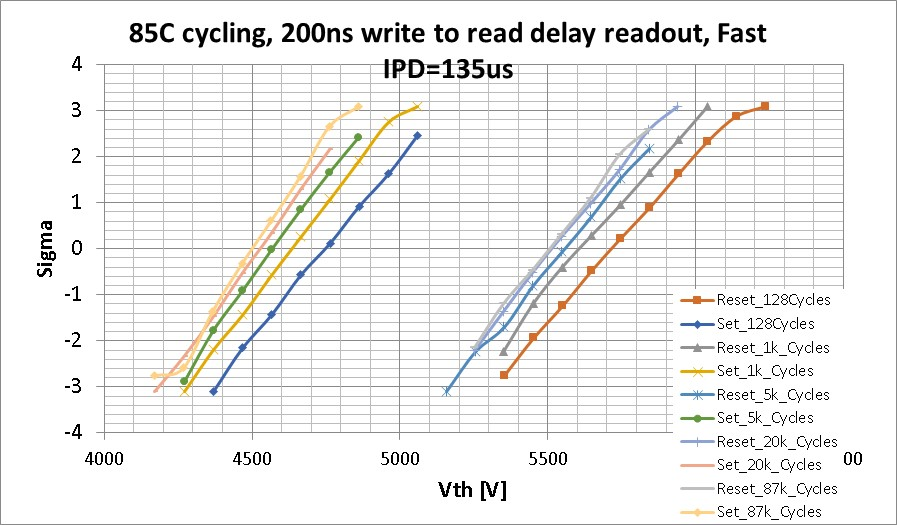 85C cycling, 200ns write to read delay readout, Fast
IPD=135us
4
3
2
1
0
-1
-2
-3
-4
Sigma
4000 4500 5000 5500 00
Vth [V]
Reset_128Cycles
Set_128Cycles
Reset_1k_Cycles
Set_1k_Cycles
Reset_5k_Cycles
Set_5k_Cycles
Reset_20k_Cycles
Set_20k_Cycles
Reset_87k_Cycles
Set_87k_Cycles